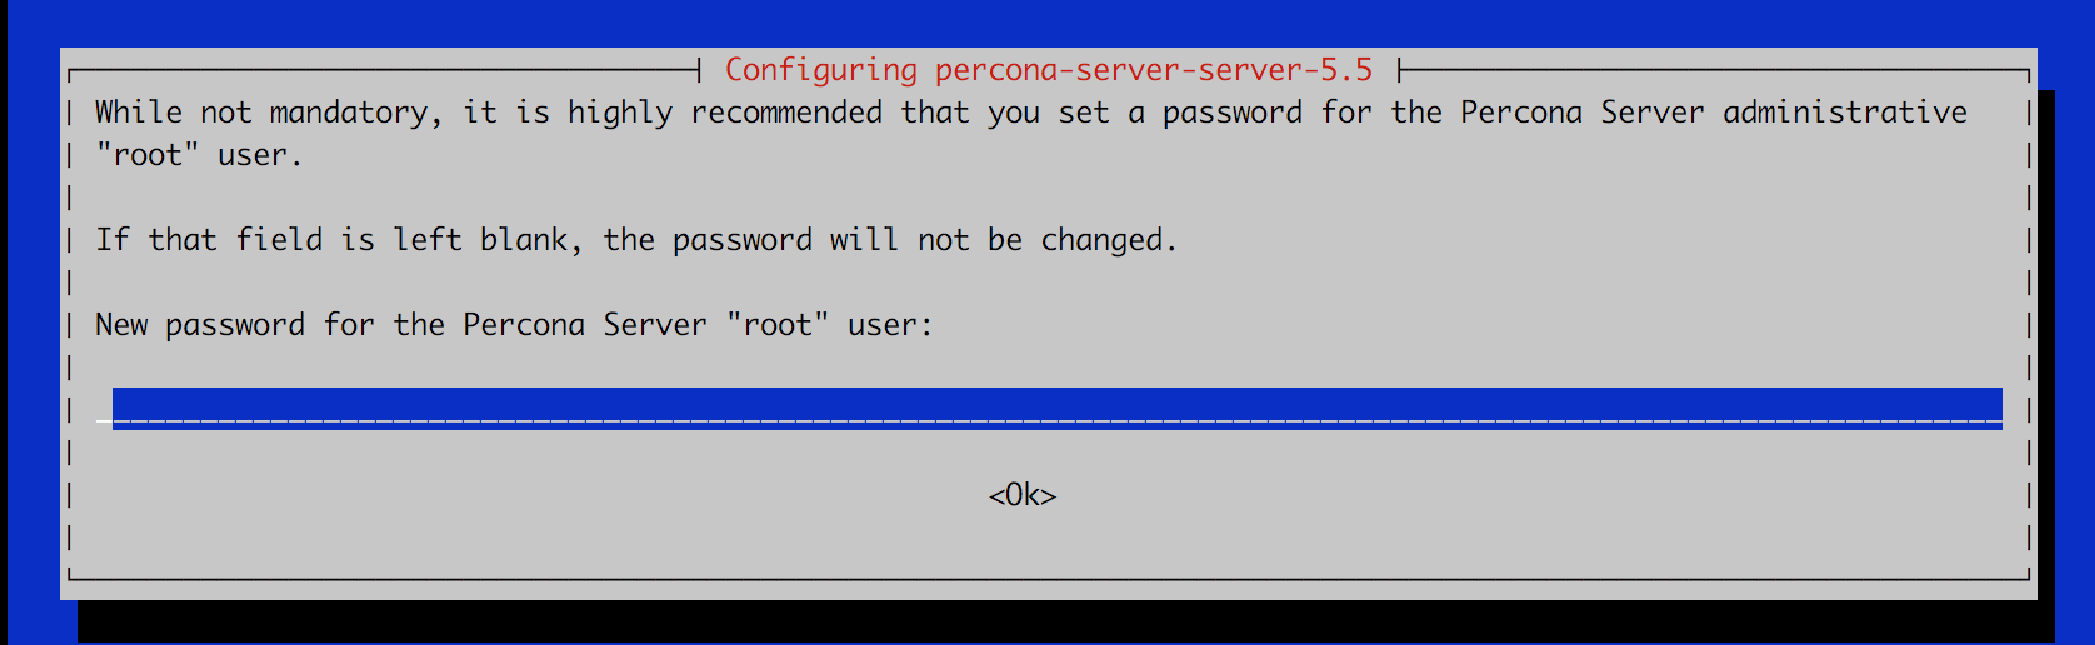 Configuring percona-server-server-5.5
While not mandatory, it is highly recommended that you set a password for the Percona Server administrative
"root" user.
If that field is left blank, the password will not be changed.
New password for the Percona Server "root" user:
<Ok>